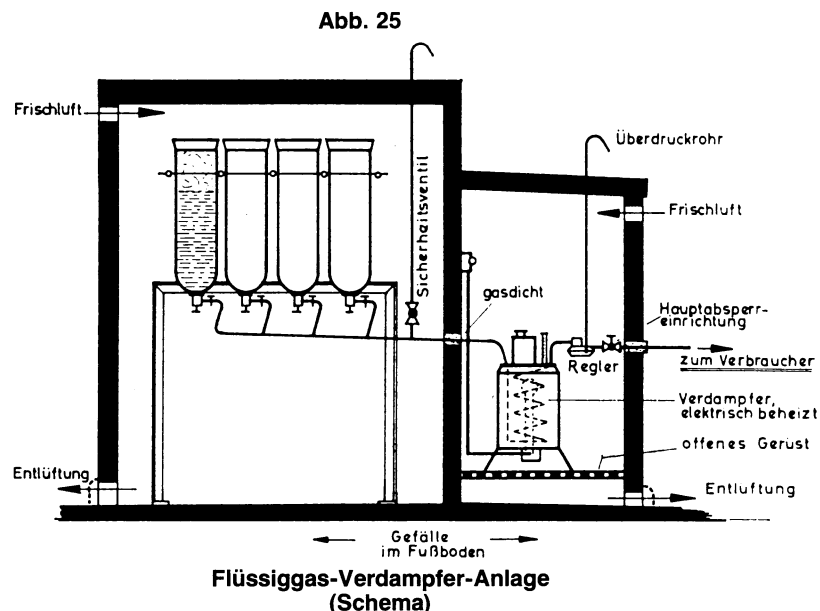 Abb. 25
Frischluft
Überdruckrohr
Sicherheitsventil
Frischluft
gasdicht
Hauptabsperr-
einrichtung
Regler
zum Verbraucher
Verdampfer,
elektrisch beheizt
offenes Gerüst
Entlüftung
Entluftung
Gefälle
im Fußboden
Flüssiggas-Verdampfer-Anlage
(Schema)